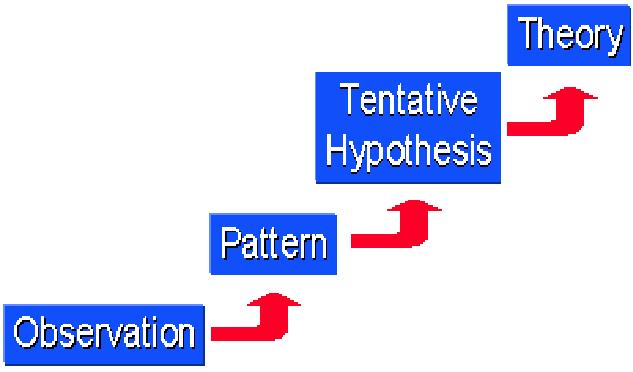 Theory
Tentative
Hypothesis
Pattern
Observation